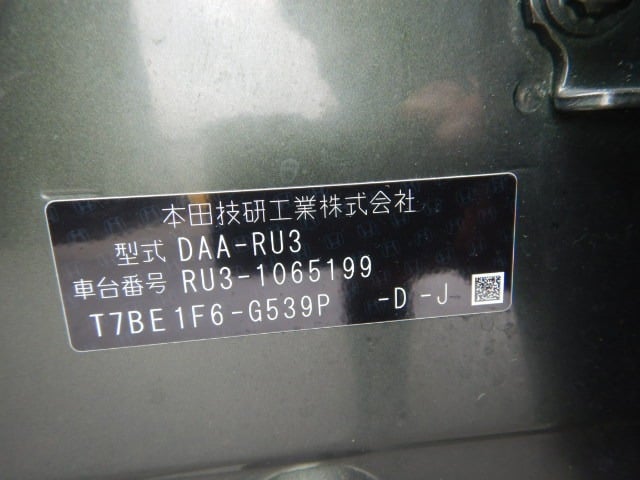 本田技研工業株式会社
型式 DAA-RU3
車台番号 RU3-1065199
T7BE1F6-G539P -D-J